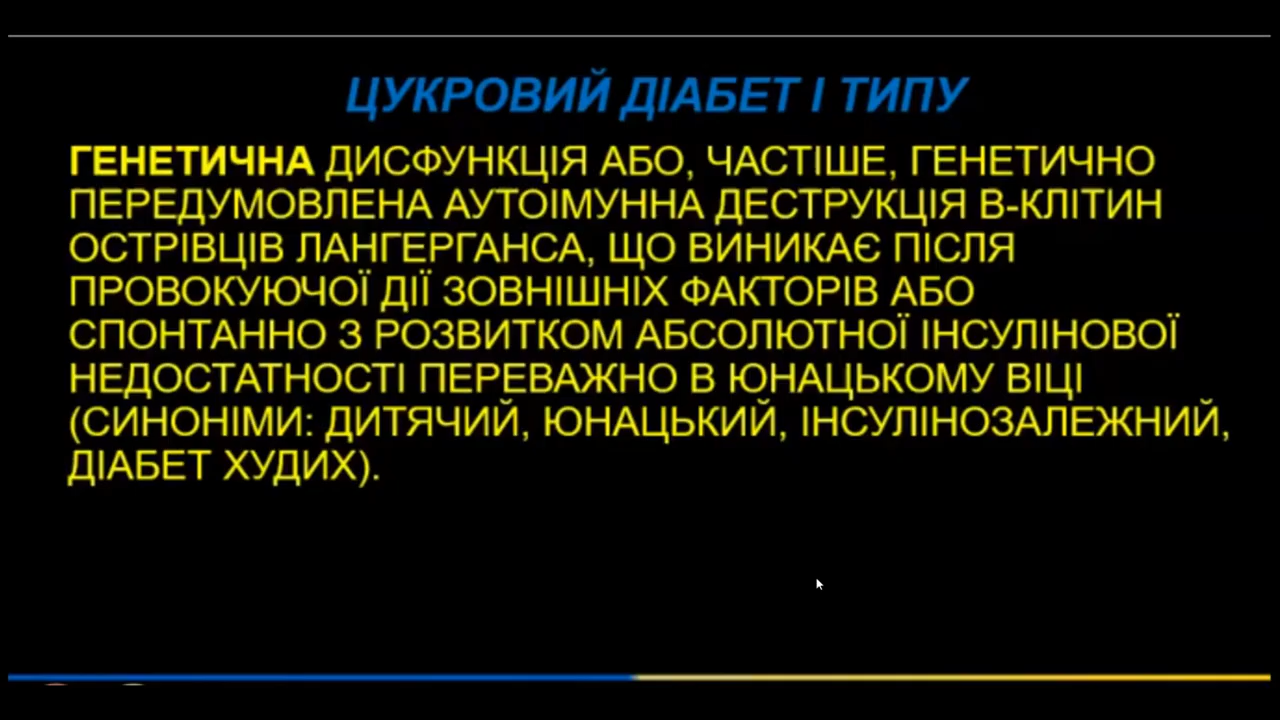 ЦУКРОВИЙ ДІАБЕТ І ТИПУ
ГЕНЕТИЧНА ДИСФУНКЦІЯ АБО, ЧАСТІШЕ, ГЕНЕТИЧНО
ПЕРЕДУМОВЛЕНА АУТОІМУННА ДЕСТРУКЦІЯ В-КЛІТИН
ОСТРІВЦІВ ЛАНГЕРГАНСА, ЩО ВИНИКАЄ ПІСЛЯ
ПРОВОКУЮЧОЇ ДІЇ ЗОВНІШНІХ ФАКТОРІВ АБО
СПОНТАННО З РОЗВИТКОМ АБСОЛЮТНОЇ ІНСУЛІНОВОЇ
НЕДОСТАТНОСТІ ПЕРЕВАЖНО В ЮНАЦЬКОМУ ВІЦІ
(СИНОНІМИ: ДИТЯЧИЙ, ЮНАЦЬКИЙ, ІНСУЛІНОЗАЛЕЖНИЙ,
ДІАБЕТ ХУДИХ).